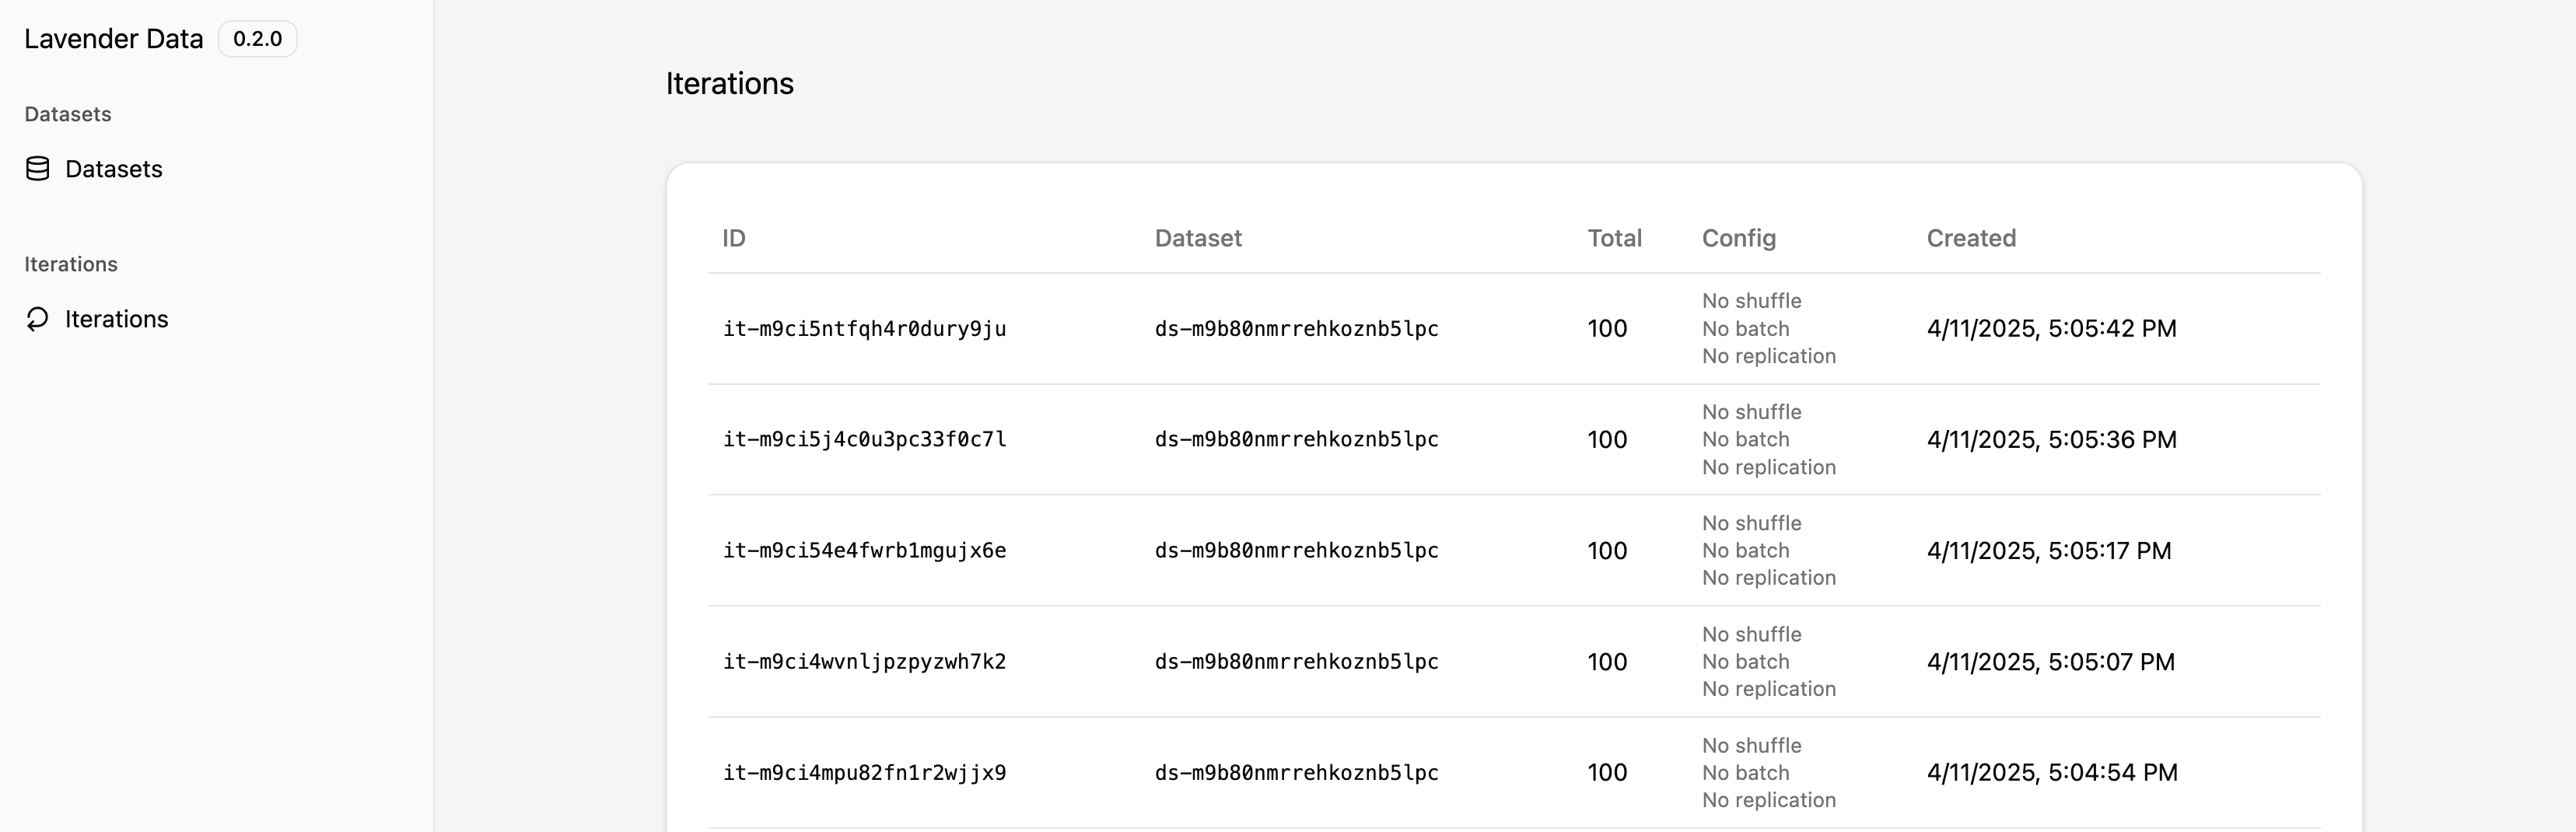 Lavender Data 0.2.0
Datasets
Datasets
Iterations
Iterations
Iterations
ID Dataset Total Config Created
it-m9ci5ntfqh4r0dury9ju ds-m9b80nmrrehkoznb5lpc 100 No shuffle 4/11/2025, 5:05:42 PM
No batch
No replication
it-m9ci5j4c0u3pc33f0c7l ds-m9b80nmrrehkoznb5lpc 100 No shuffle 4/11/2025, 5:05:36 PM
No batch
No replication
it-m9ci54e4fwrb1mgujx6e ds-m9b80nmrrehkoznb5lpc 100 No shuffle 4/11/2025, 5:05:17 PM
No batch
No replication
it-m9ci4wvnljpzpyzwh7k2 ds-m9b80nmrrehkoznb5lpc 100 No shuffle 4/11/2025, 5:05:07 PM
No batch
No replication
it-m9ci4mpu82fn1r2wjjx9 ds-m9b80nmrrehkoznb5lpc 100 No shuffle 4/11/2025, 5:04:54 PM
No batch
No replication